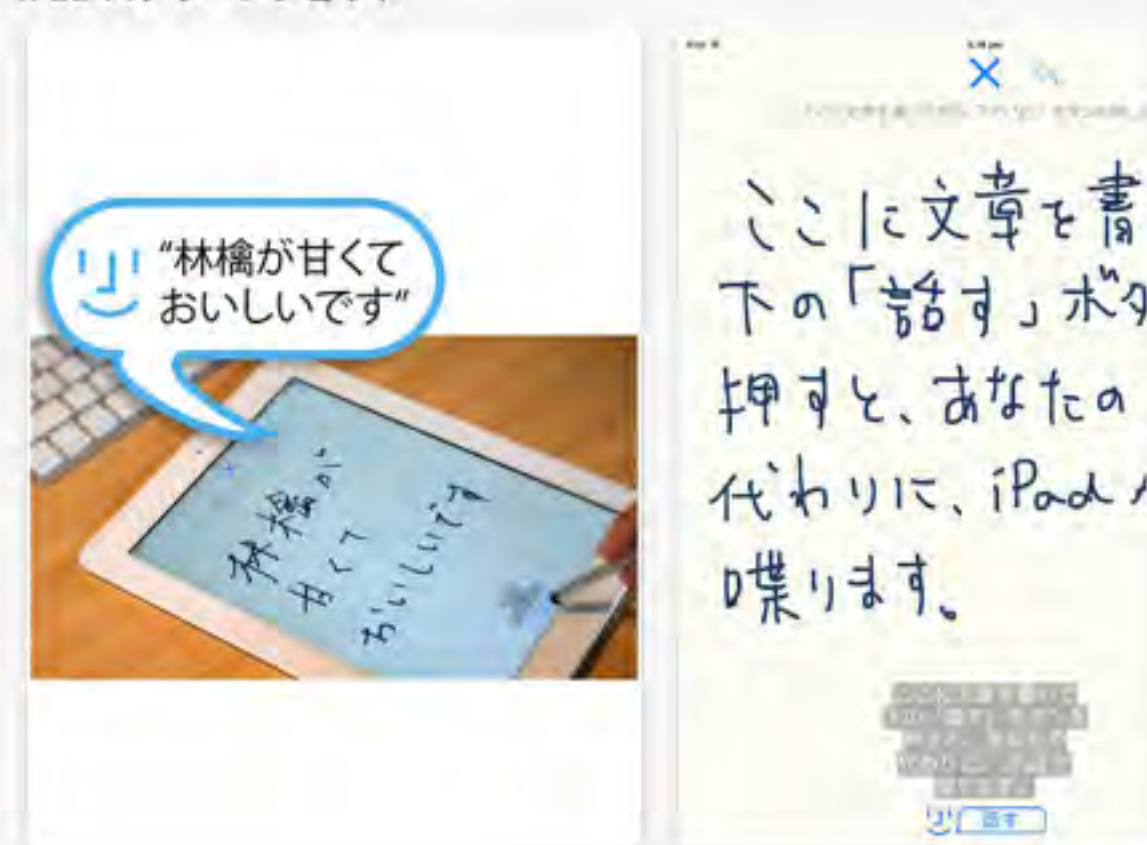 “林檎が甘くて
おいしいです”
林檎が
甘くて
おいしいです
ここに文章を書
下の「話す」ボタ
押すと、あなたの
代わりに、iPad
喋ります。
話す